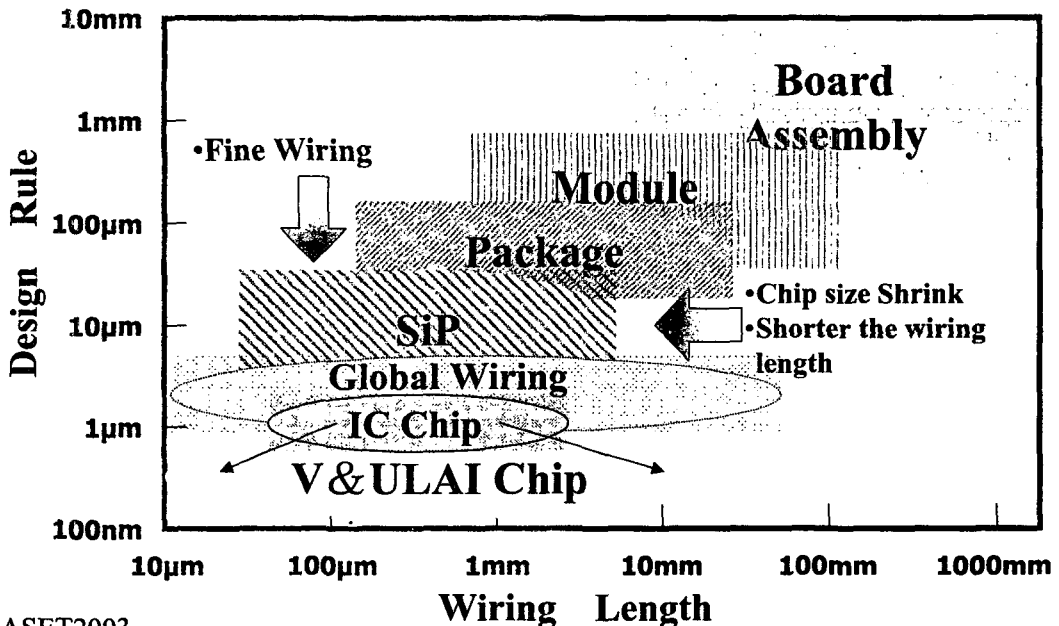 10mm
1mm
100µm
10µm
1µm
100nm
Design Rule
•Fine Wiring
Board
Assembly
Module
Package
SiP
•Chip size Shrink
•Shorter the wiring
length
Global Wiring
IC Chip
V&ULAI Chip
10µm
100µm
1mm
10mm
100mm
1000mm
Wiring Length